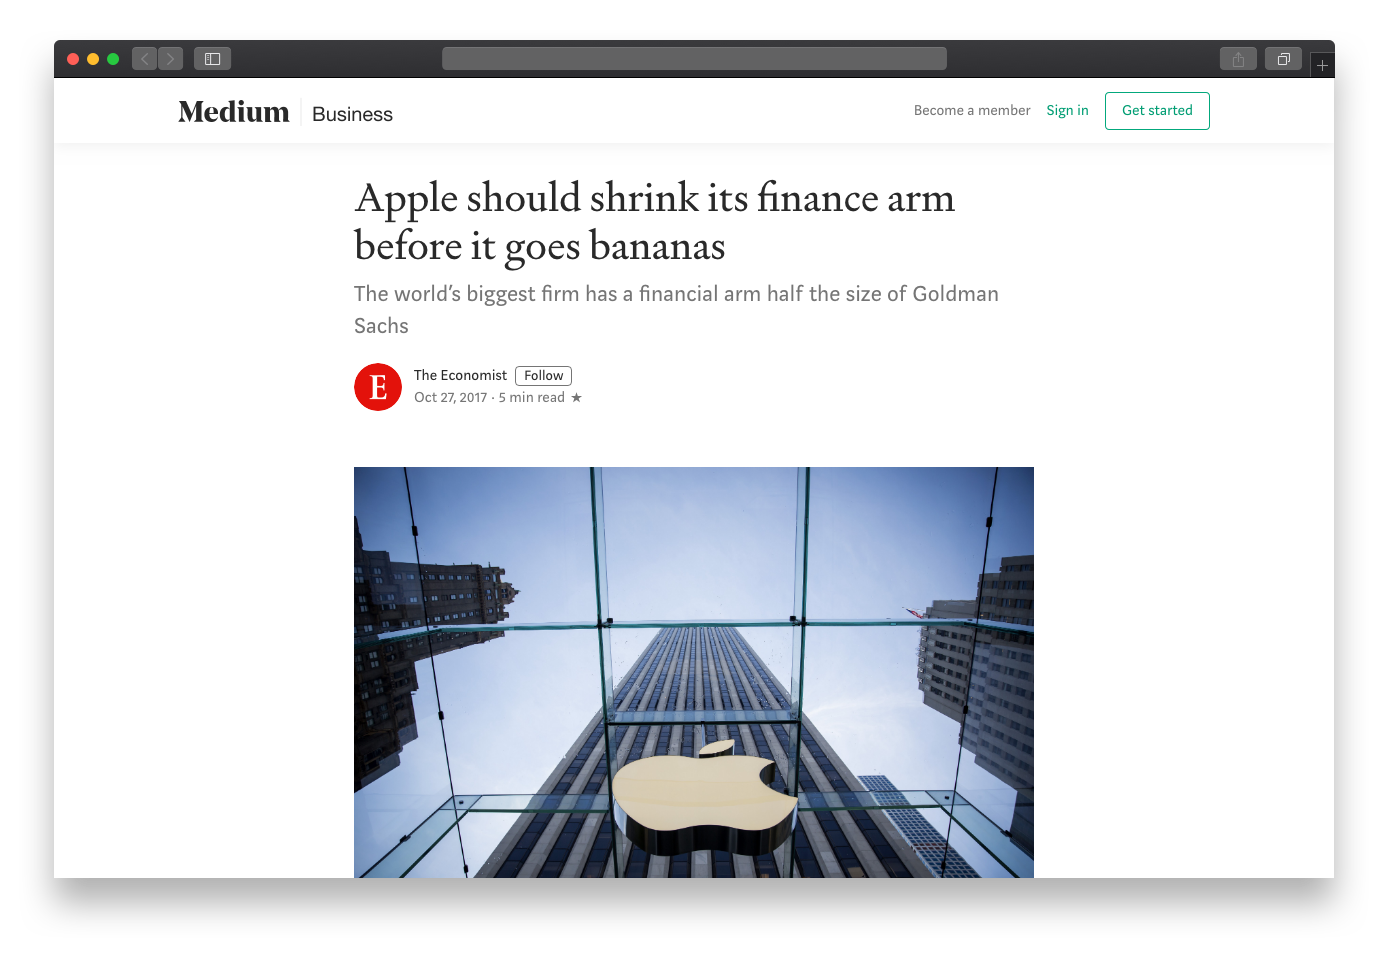 Medium Business
Become a member Sign in Get started
Apple should shrink its finance arm
before it goes bananas
The world’s biggest firm has a financial arm half the size of Goldman
Sachs
E
The Economist Follow
Oct 27, 2017 · 5 min read ★